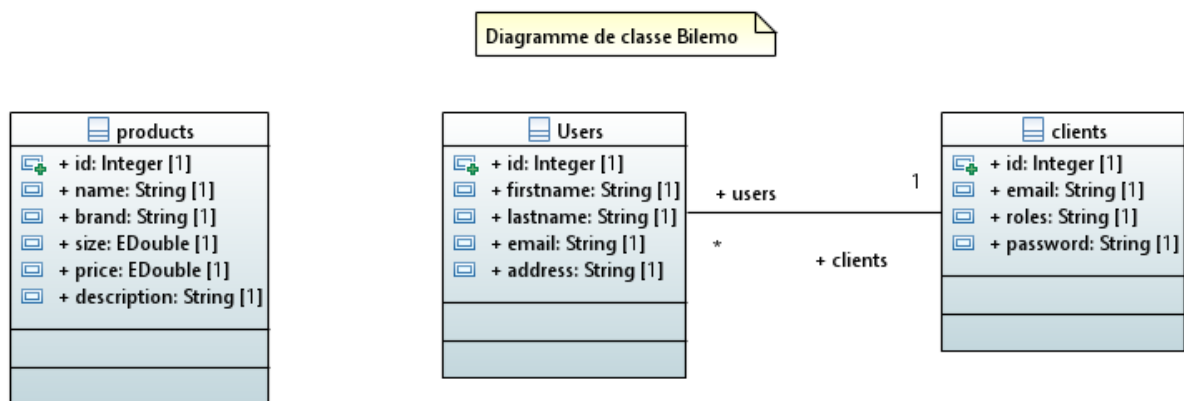 Diagramme de classe Bilemo
products
+ id: Integer [1]
+ name: String [1]
+ brand: String [1]
+ size: EDouble [1]
+ price: EDouble [1]
+ description: String [1]
Users
+ id: Integer [1]
+ firstname: String [1]
+ lastname: String [1]
+ email: String [1]
+ address: String [1]
+ users
1
*
+ clients
clients
+ id: Integer [1]
+ email: String [1]
+ roles: String [1]
+ password: String [1]